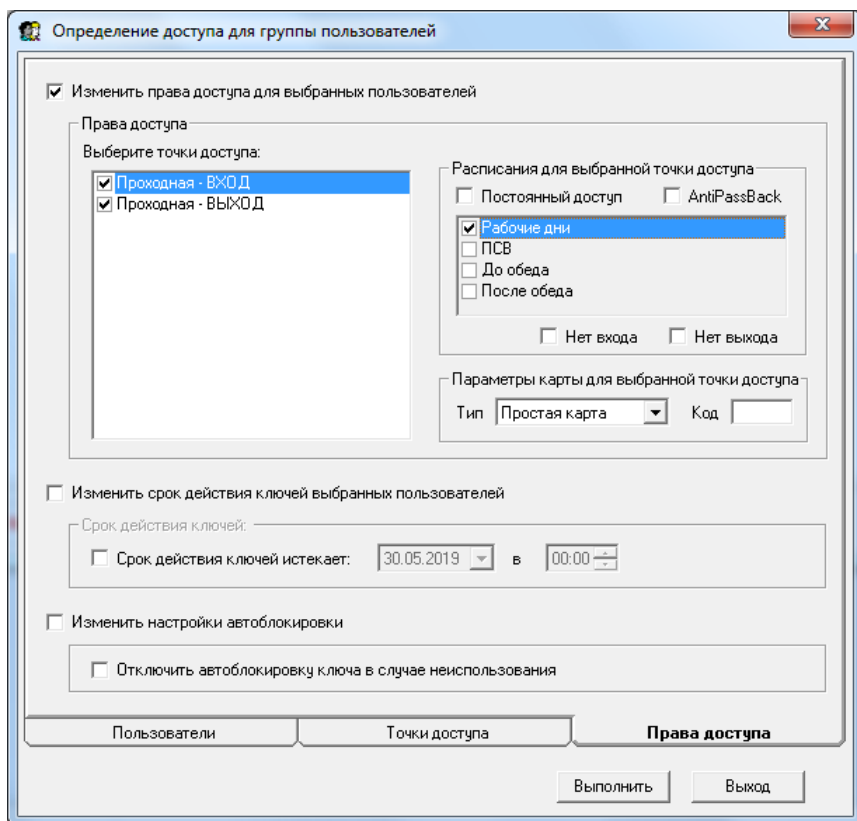 Определение доступа для группы пользователей
Изменить права доступа для выбранных пользователей
Права доступа
Выберите точки доступа:
Проходная - ВХОД
Проходная - ВЫХОД
Расписания для выбранной точки доступа
Постоянный доступ AntiPassBack
Рабочие дни
ПСВ
До обеда
После обеда
Нет входа Нет выхода
Параметры карты для выбранной точки доступа
Тип Простая карта Код
Изменить срок действия ключей выбранных пользователей
Срок действия ключей:
Срок действия ключей истекает: 30.05.2019 в 00:00
Изменить настройки автоблокировки
Отключить автоблокировку ключа в случае неиспользования
Пользователи Точки доступа Права доступа
Выполнить Выход